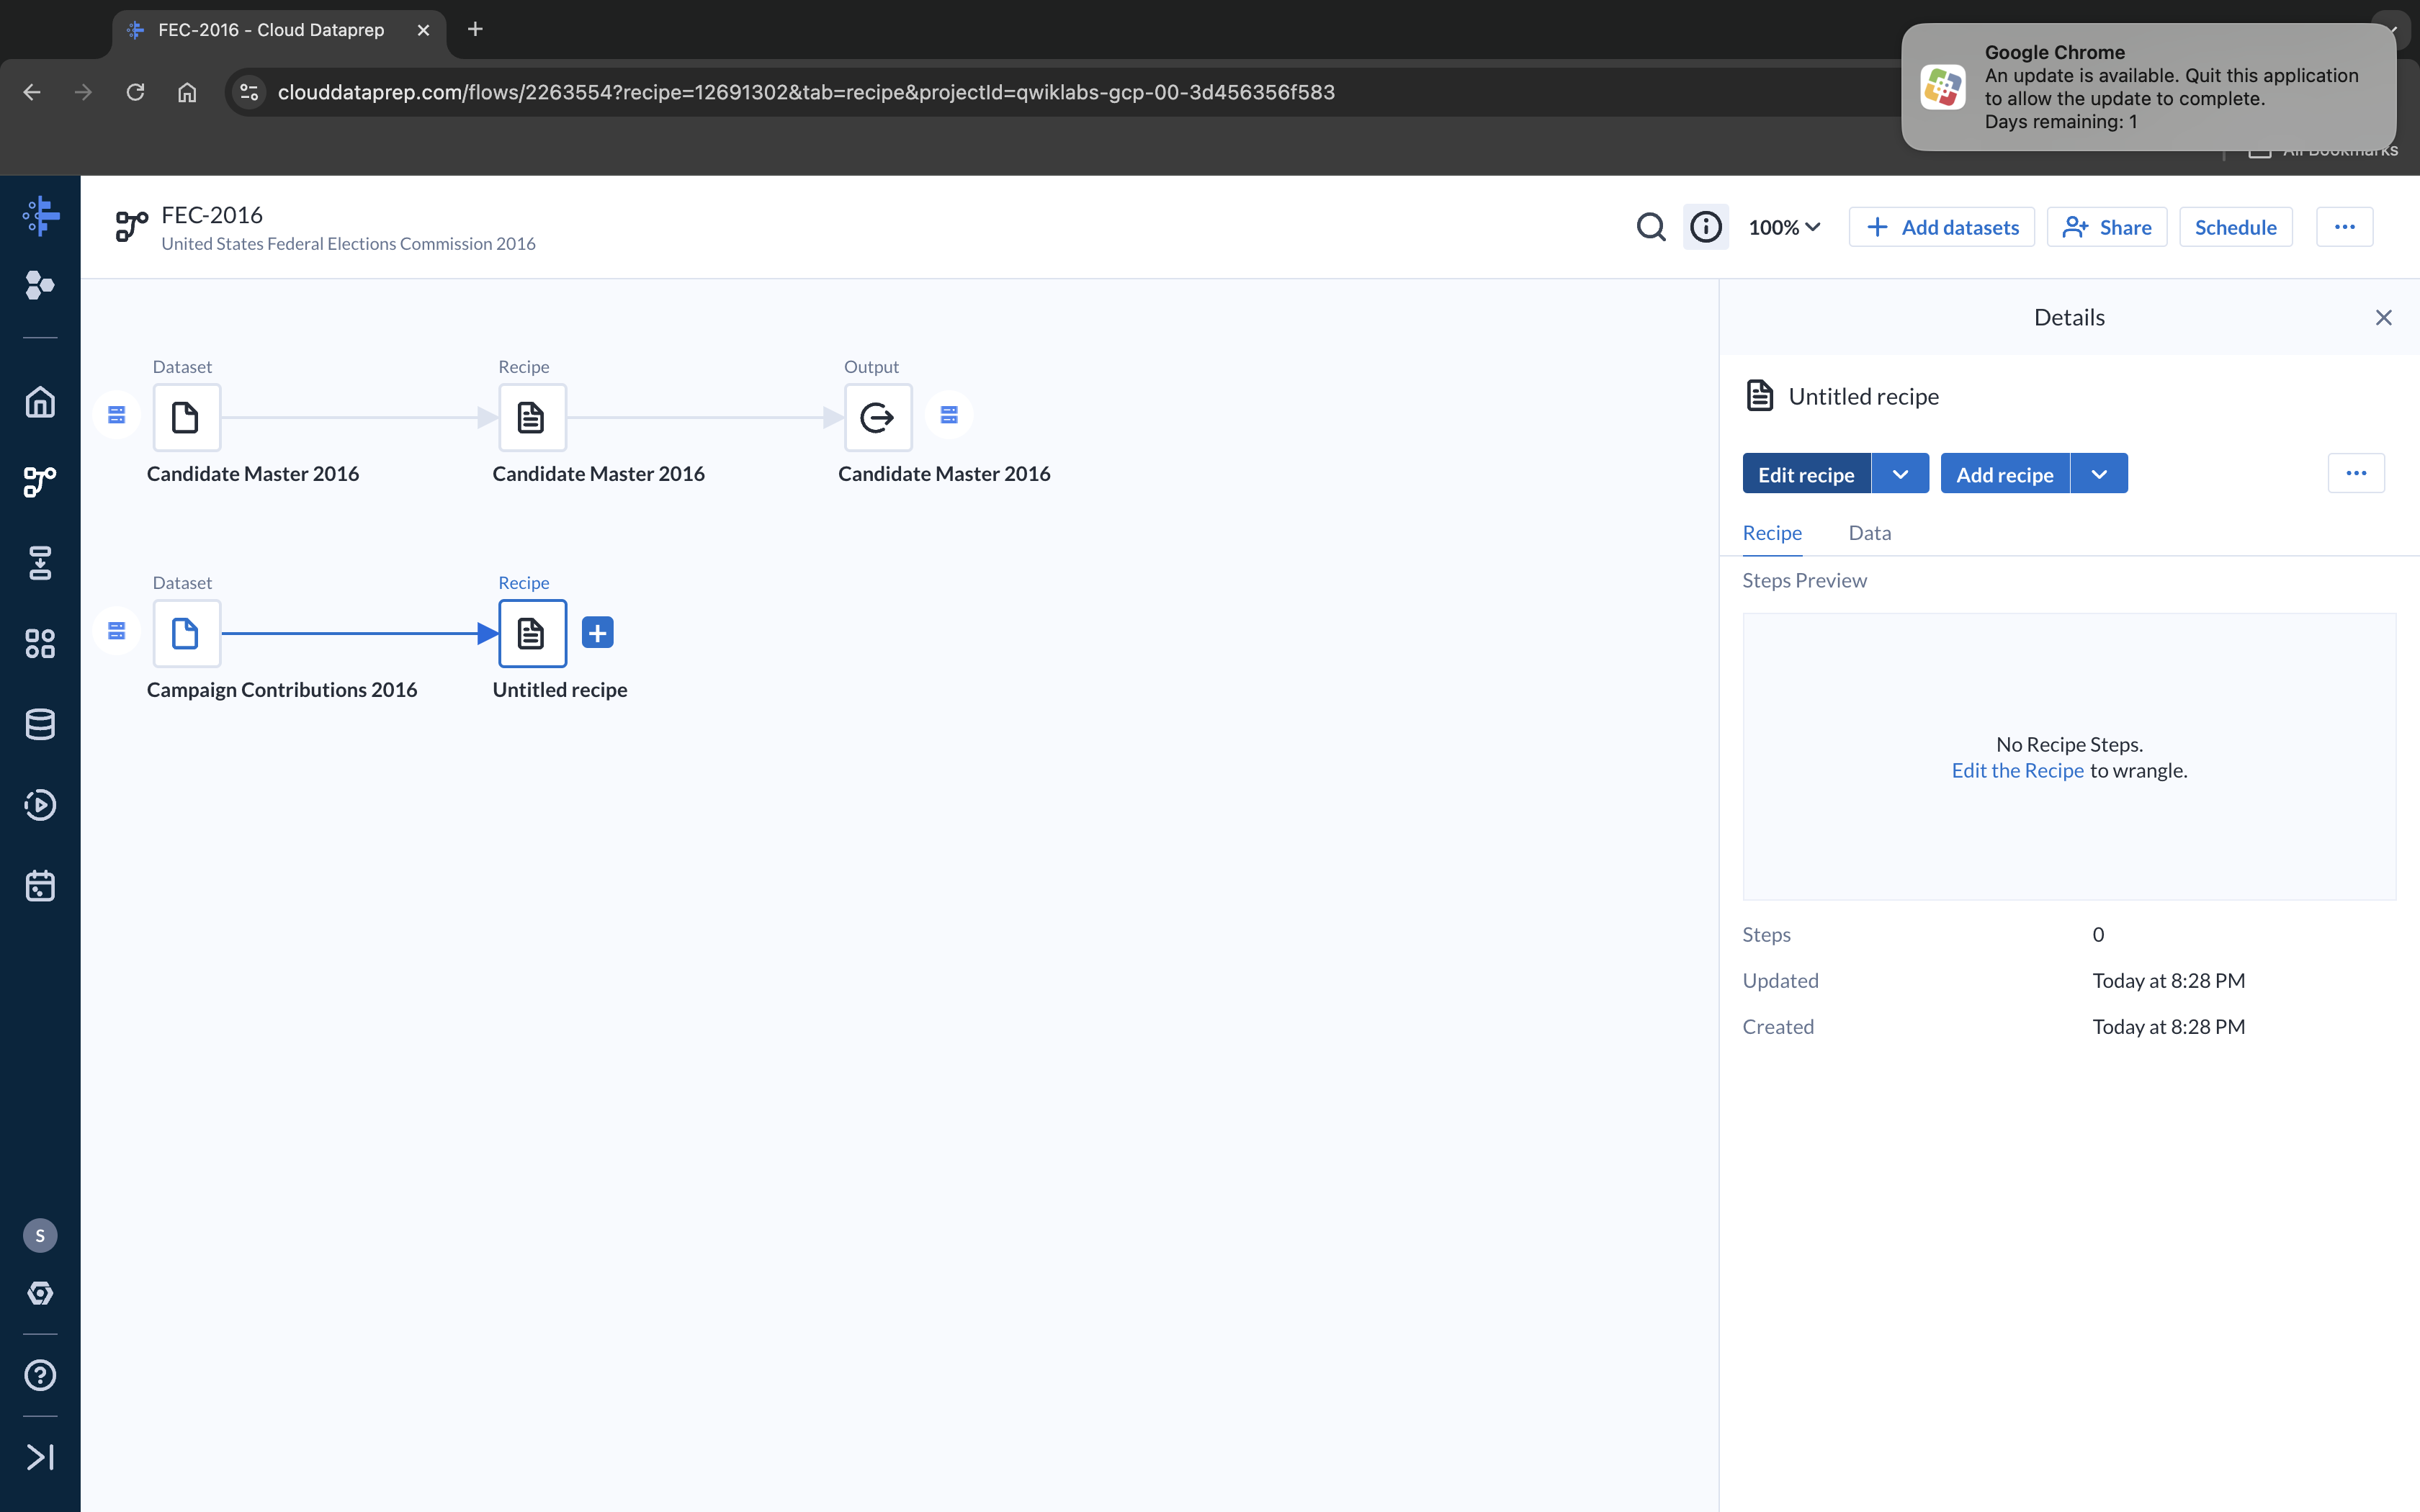 FEC-2016 - Cloud Dataprep
Google Chrome
An update is available. Quit this application
to allow the update to complete.
Days remaining: 1
clouddataprep.com/flows/2263554?recipe=12691302&tab=recipe&projectId=qwiklabs-gcp-00-3d456356f583
All Bookmarks
FEC-2016
United States Federal Elections Commission 2016
100%
Add datasets
Share
Schedule
Details
Dataset
Recipe
Output
Candidate Master 2016
Candidate Master 2016
Candidate Master 2016
Dataset
Recipe
Campaign Contributions 2016
Untitled recipe
Untitled recipe
Edit recipe
Add recipe
Recipe
Data
Steps Preview
No Recipe Steps.
Edit the Recipe to wrangle.
Steps
0
Updated
Today at 8:28 PM
Created
Today at 8:28 PM
S